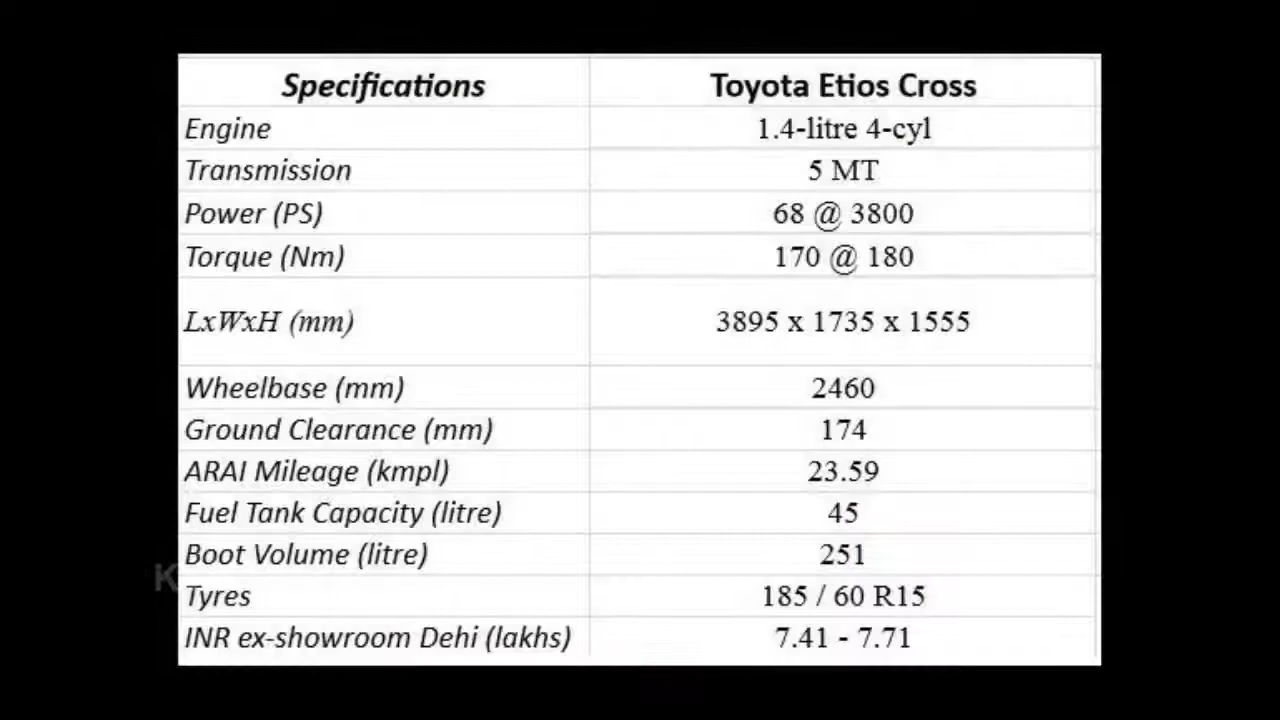 Specifications Toyota Etios Cross
Engine 1.4-litre 4-cyl
Transmission 5 MT
Power (PS) 68 @ 3800
Torque (Nm) 170 @ 180
LxWxH (mm) 3895 x 1735 x 1555
Wheelbase (mm) 2460
Ground Clearance (mm) 174
ARAI Mileage (kmpl) 23.59
Fuel Tank Capacity (litre) 45
Boot Volume (litre) 251
Tyres 185 / 60 R15
INR ex-showroom Dehi (lakhs) 7.41 - 7.71